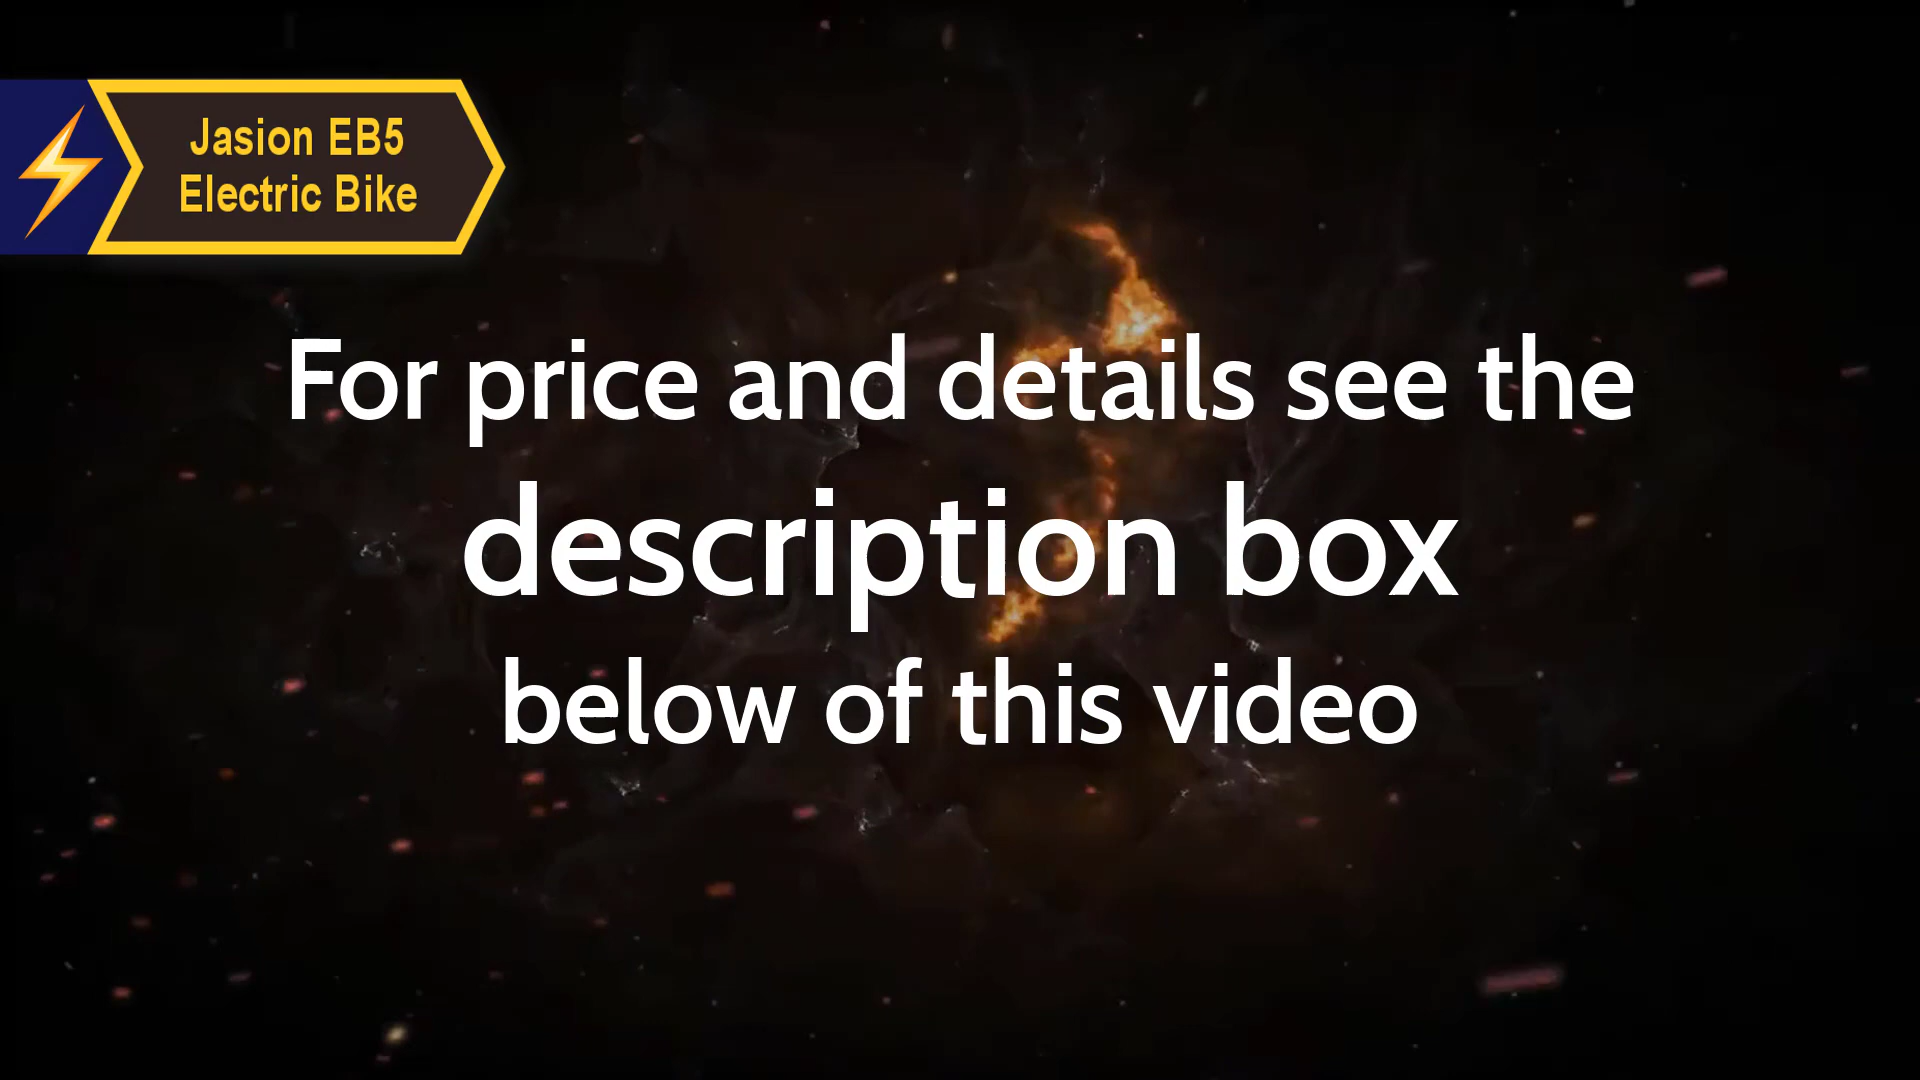 Jasion EB5
Electric Bike
For price and details see the
description box
below of this video